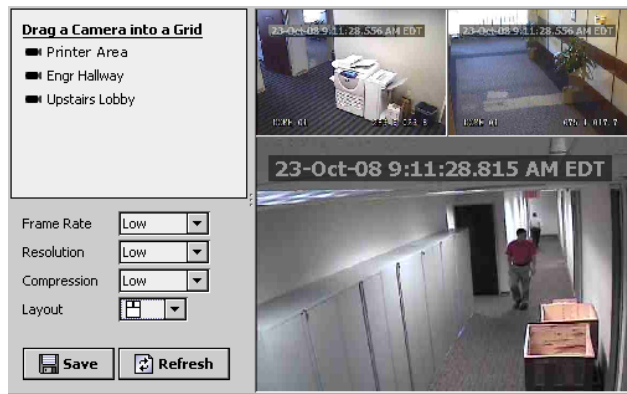 Drag a Camera into a Grid
Printer Area
Engr Hallway
Upstairs Lobby
Frame Rate Low
Resolution Low
Compression Low
Layout
Save Refresh
23-Oct-08 9:11:28.556 AM EDT
23-Oct-08 9:11:28.556 AM EDT
23-Oct-08 9:11:28.815 AM EDT